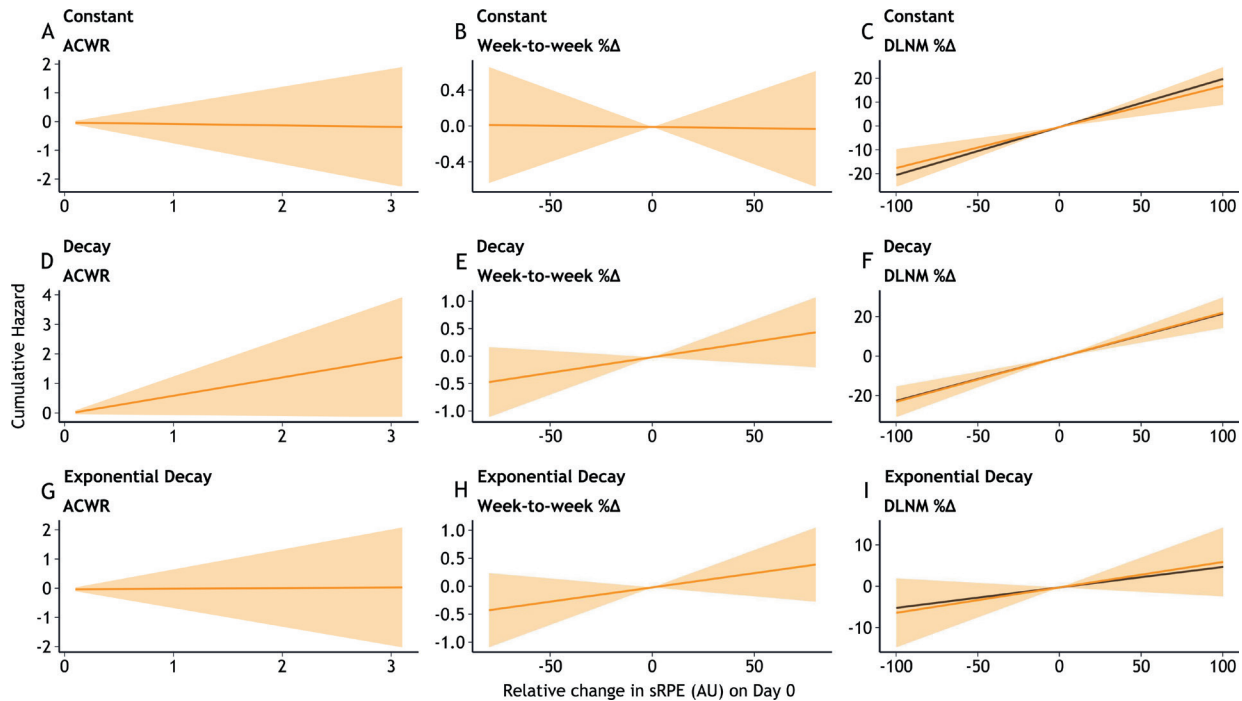 A Constant
ACWR
2
1
0
-1
-2
0 1 2 3
B Constant
Week-to-week %Δ
0.4
0.0
-0.4
-50 0 50
C Constant
DLNM %Δ
20
10
0
-10
-20
-100 -50 0 50 100
Cumulative Hazard
D Decay
ACWR
4
3
2
1
0
0 1 2 3
E Decay
Week-to-week %Δ
1.0
0.5
0.0
-0.5
-1.0
-50 0 50
F Decay
DLNM %Δ
20
0
-20
-100 -50 0 50 100
G Exponential Decay
ACWR
2
1
0
-1
-2
0 1 2 3
H Exponential Decay
Week-to-week %Δ
1.0
0.5
0.0
-0.5
-1.0
-50 0 50
I Exponential Decay
DLNM %Δ
10
0
-10
-100 -50 0 50 100
Relative change in sRPE (AU) on Day 0